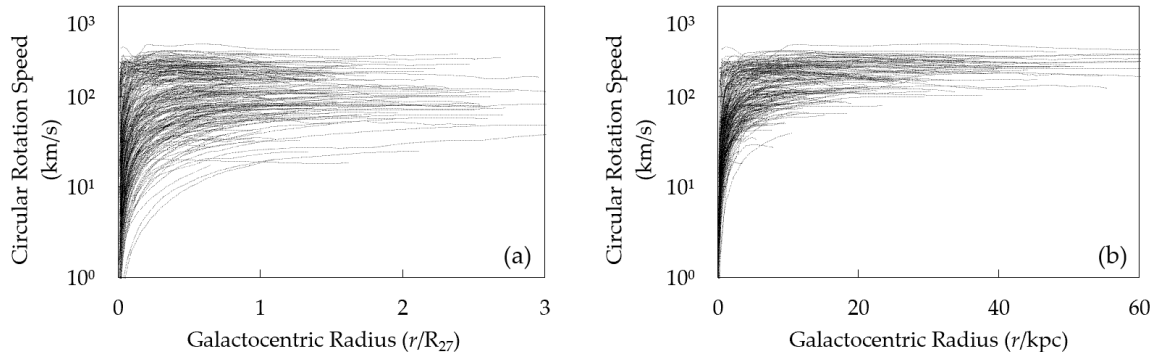 Circular Rotation Speed
(km/s)
10³
10²
10¹
10⁰
0
1
2
3
(a)
Galactocentric Radius (r/R₂₇)
Circular Rotation Speed
(km/s)
10³
10²
10¹
10⁰
0
20
40
60
(b)
Galactocentric Radius (r/kpc)